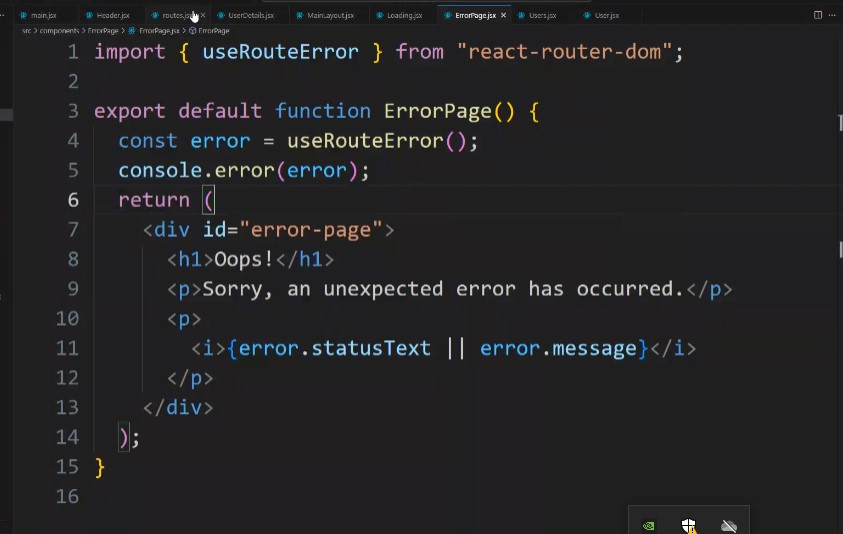 main.jsx Header.jsx routes.jsx UserDetails.jsx MainLayout.jsx Loading.jsx ErrorPage.jsx Users.jsx User.jsx
src > components > ErrorPage > ErrorPage.jsx > ErrorPage
1 import { useRouteError } from "react-router-dom";
2
3 export default function ErrorPage() {
4 const error = useRouteError();
5 console.error(error);
6 return (
7 <div id="error-page">
8 <h1>Oops!</h1>
9 <p>Sorry, an unexpected error has occurred.</p>
10 <p>
11 <i>{error.statusText || error.message}</i>
12 </p>
13 </div>
14 );
15 }
16